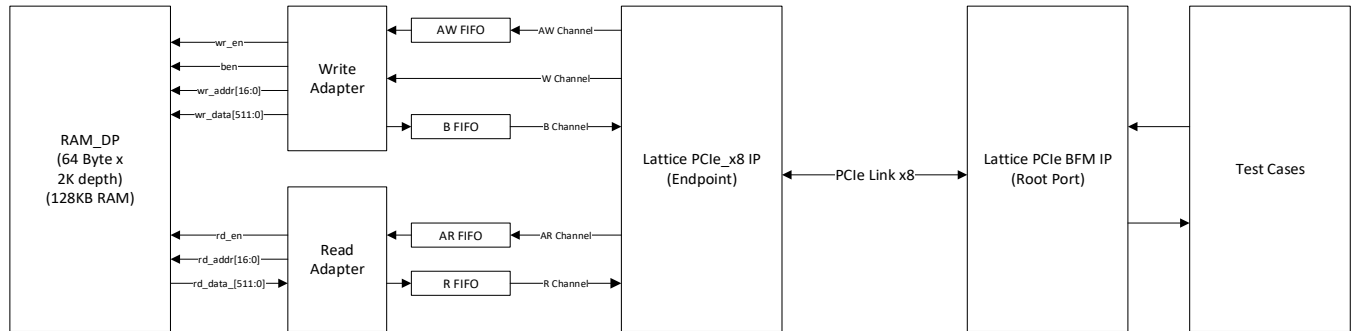 RAM_DP
(64 Byte x
2K depth)
(128KB RAM)
wr_en
ben
wr_addr[16:0]
wr_data[511:0]
rd_en
rd_addr[16:0]
rd_data_[511:0]
Write
Adapter
Read
Adapter
AW FIFO
B FIFO
AR FIFO
R FIFO
AW Channel
W Channel
B Channel
AR Channel
R Channel
Lattice PCIe_x8 IP
(Endpoint)
PCIe Link x8
Lattice PCIe BFM IP
(Root Port)
Test Cases